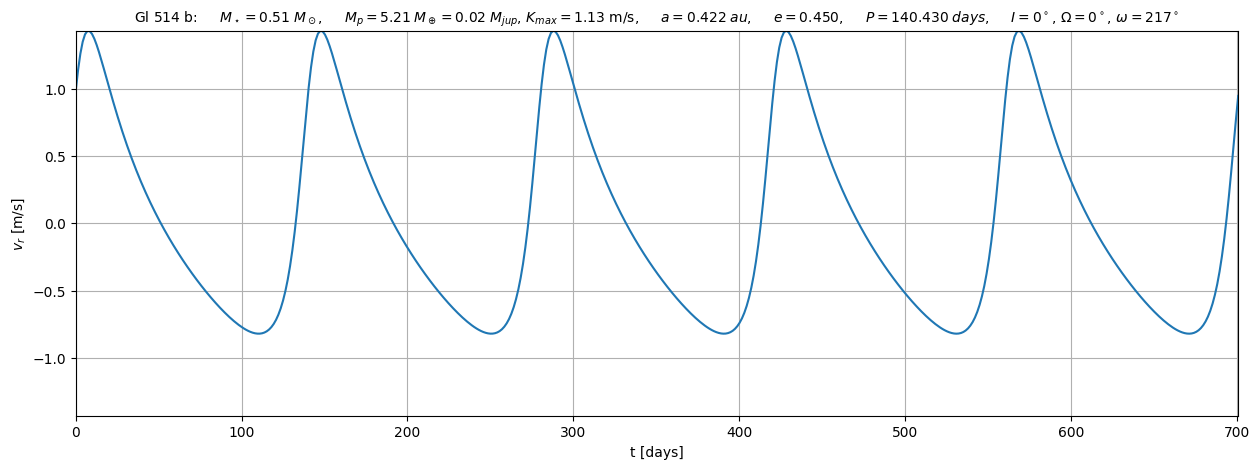 Gl 514 b: M⋆ = 0.51 M⊙, Mp = 5.21 M⊕ = 0.02 Mjup, Kmax = 1.13 m/s, a = 0.422 au, e = 0.450, P = 140.430 days, I = 0°, Ω = 0°, ω = 217°
1.0
0.5
0.0
−0.5
−1.0
vr [m/s]
0 100 200 300 400 500 600 700
t [days]